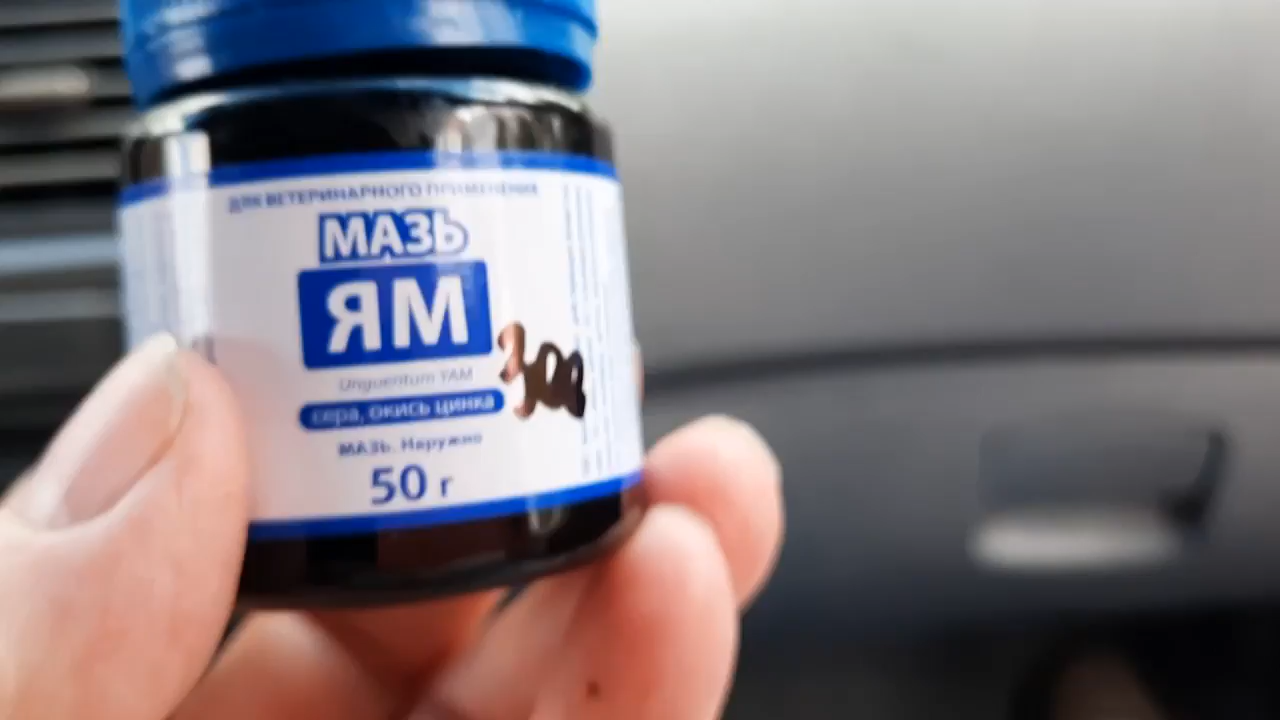 ДЛЯ ВЕТЕРИНАРНОГО ПРИМЕНЕНИЯ
МАЗЬ
ЯМ
Unguentum YAM
300
сера, окись цинка
МАЗЬ. Наружно
50 г